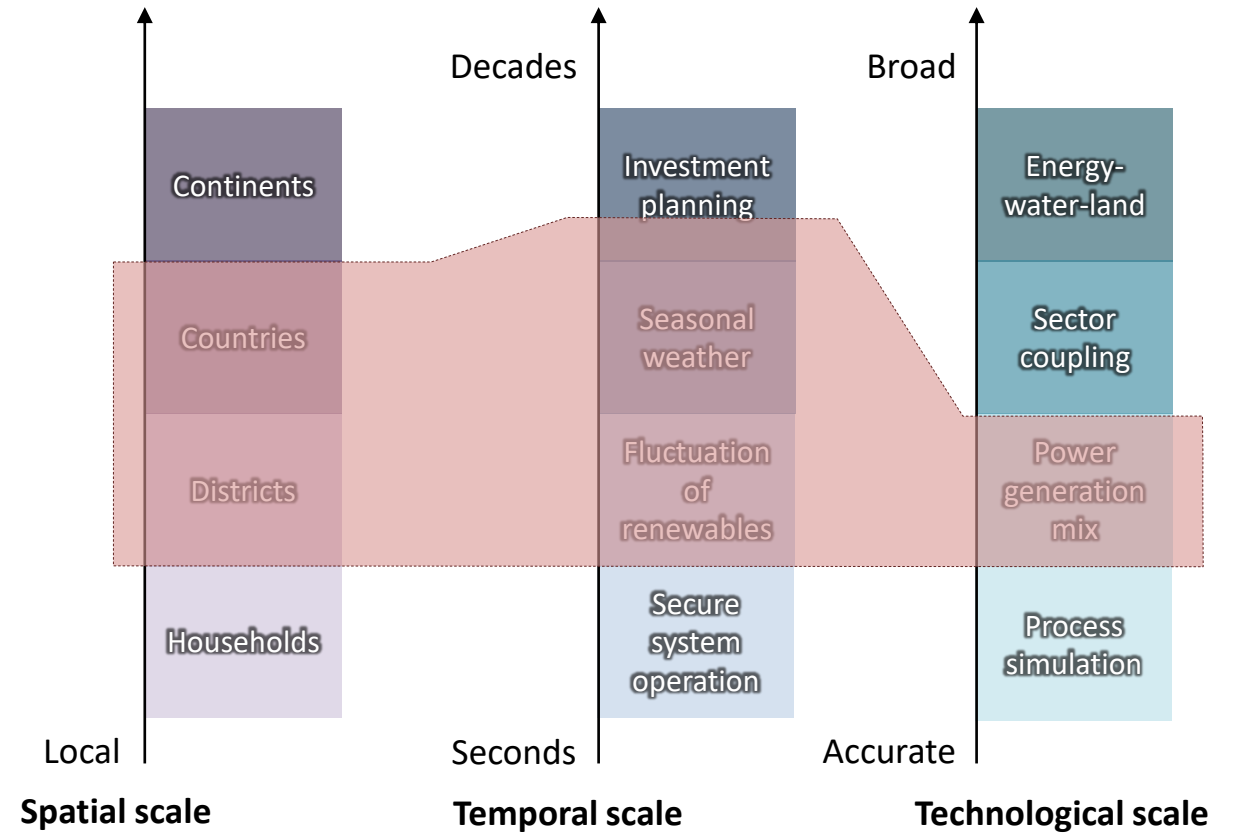 Decades
Broad
Continents
Investment
planning
Energy-
water-land
Countries
Seasonal
weather
Sector
coupling
Districts
Fluctuation
of
renewables
Power
generation
mix
Households
Secure
system
operation
Process
simulation
Local
Seconds
Accurate
Spatial scale
Temporal scale
Technological scale